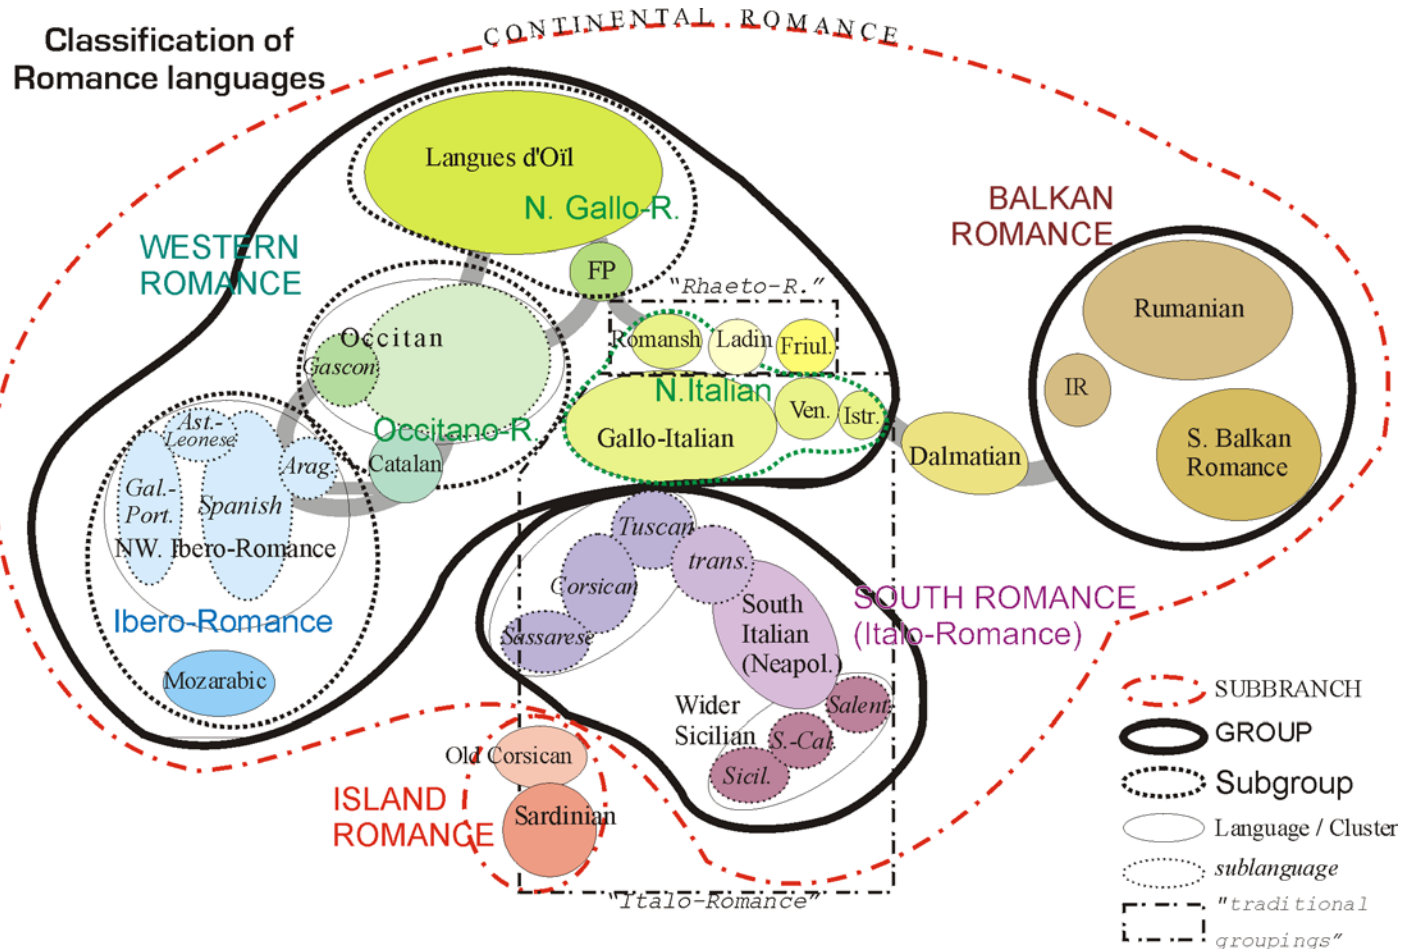 Classification of
Romance languages
CONTINENTAL ROMANCE
Langues d'Oïl
N. Gallo-R.
WESTERN
ROMANCE
BALKAN
ROMANCE
FP
"Rhaeto-R."
Rumanian
Occitan
Gascon
Romansh
Ladin
Friul.
IR
N.Italian
Ven.
Istr.
Gallo-Italian
S. Balkan
Romance
Dalmatian
Occitano-R.
Catalan
Ast.-
Leonese
Arag.
Gal.-
Port.
Spanish
NW. Ibero-Romance
Ibero-Romance
Mozarabic
Tuscan
trans.
Corsican
Sassarese
South
Italian
(Neapol.)
SOUTH ROMANCE
(Italo-Romance)
Wider
Sicilian
Salent.
S.-Cal.
Sicil.
Old Corsican
Sardinian
ISLAND
ROMANCE
"Italo-Romance"
SUBBRANCH
GROUP
Subgroup
Language / Cluster
sublanguage
"traditional
groupings"